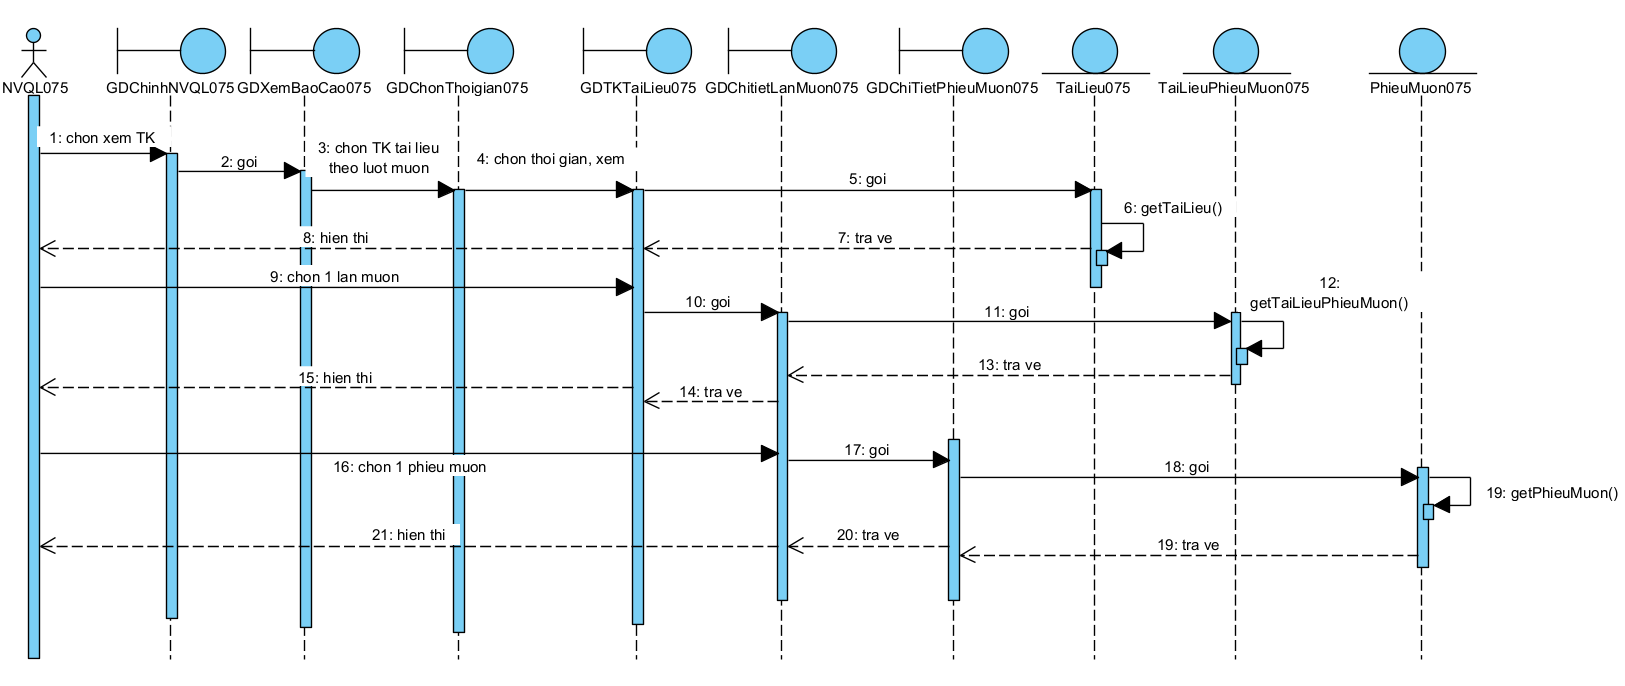 NVQL075
GDChinhNVQL075
GDXemBaoCao075
GDChonThoigian075
GDTKTaiLieu075
GDChitietLanMuon075
GDChiTietPhieuMuon075
TaiLieu075
TaiLieuPhieuMuon075
PhieuMuon075
1: chon xem TK
2: goi
3: chon TK tai lieu
theo luot muon
4: chon thoi gian, xem
5: goi
6: getTaiLieu()
7: tra ve
8: hien thi
9: chon 1 lan muon
10: goi
11: goi
12:
getTaiLieuPhieuMuon()
13: tra ve
14: tra ve
15: hien thi
16: chon 1 phieu muon
17: goi
18: goi
19: getPhieuMuon()
19: tra ve
20: tra ve
21: hien thi